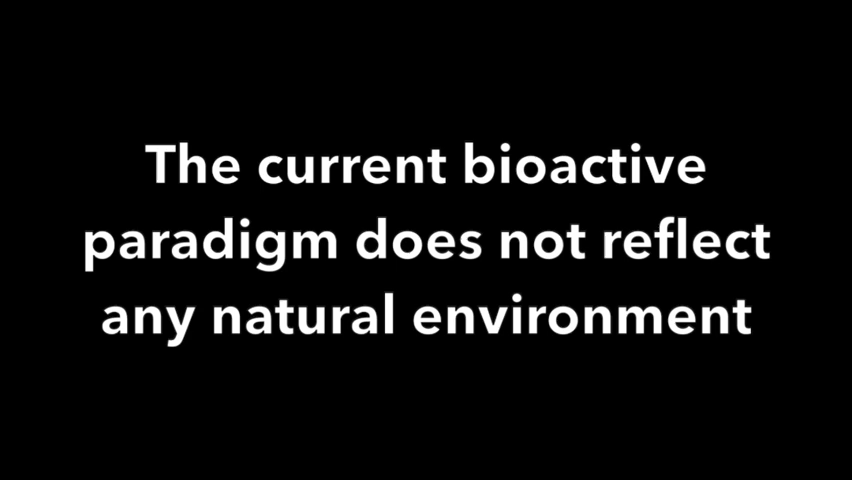 The current bioactive
paradigm does not reflect
any natural environment